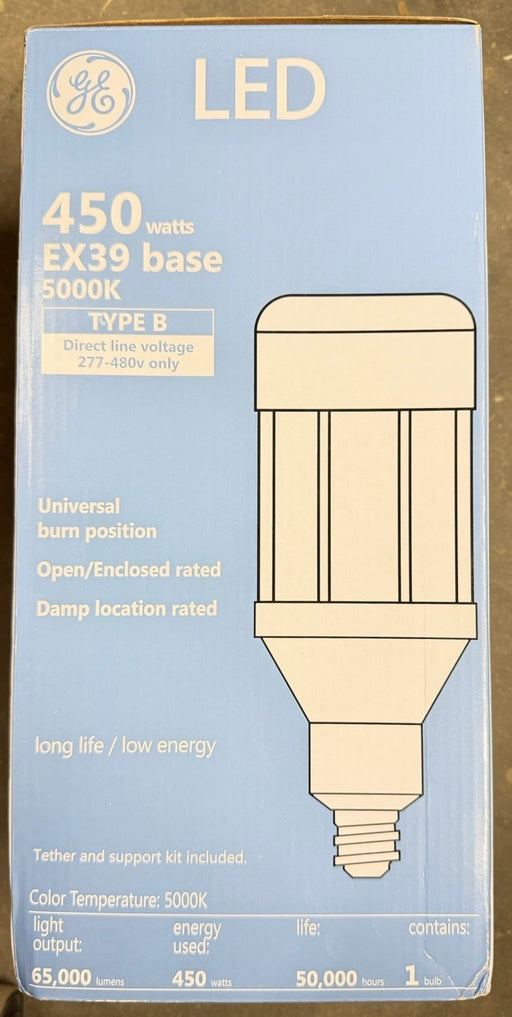 GE
LED
450 watts
EX39 base
5000K
TYPE B
Direct line voltage
277-480v only
Universal
burn position
Open/Enclosed rated
Damp location rated
long life / low energy
Tether and support kit included.
Color Temperature: 5000K
light output: energy used: life: contains:
65,000 lumens 450 watts 50,000 hours 1 bulb